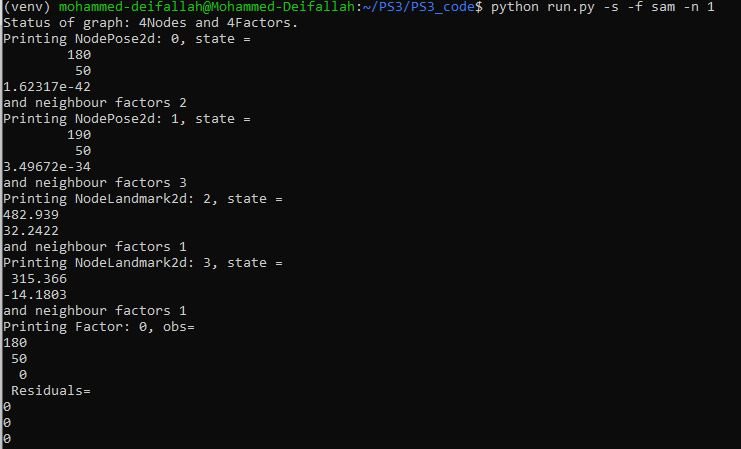 (venv) mohammed-deifallah@Mohammed-Deifallah:~/PS3/PS3_code$ python run.py -s -f sam -n 1
Status of graph: 4Nodes and 4Factors.
Printing NodePose2d: 0, state =
180
50
1.62317e-42
and neighbour factors 2
Printing NodePose2d: 1, state =
190
50
3.49672e-34
and neighbour factors 3
Printing NodeLandmark2d: 2, state =
482.939
32.2422
and neighbour factors 1
Printing NodeLandmark2d: 3, state =
315.366
-14.1803
and neighbour factors 1
Printing Factor: 0, obs=
180
50
0
Residuals=
0
0
0